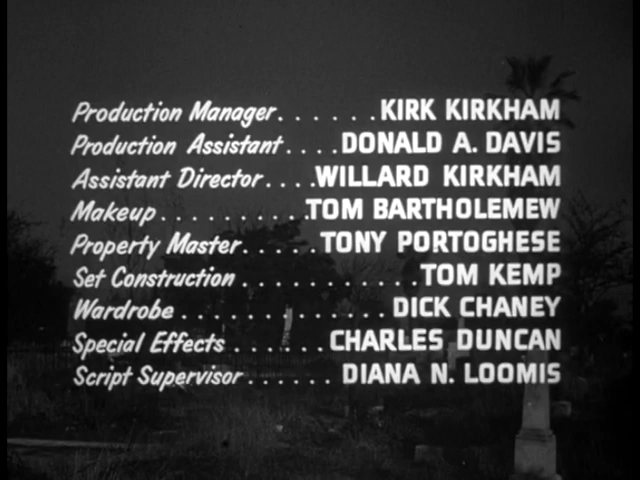 Production Manager. . . . . . KIRK KIRKHAM
Production Assistant . . . . DONALD A. DAVIS
Assistant Director . . . . WILLARD KIRKHAM
Makeup . . . . . . . . . . TOM BARTHOLEMEW
Property Master. . . . . TONY PORTOGHESE
Set Construction . . . . . . . . . . . . TOM KEMP
Wardrobe . . . . . . . . . . . . . . DICK CHANEY
Special Effects . . . . . . CHARLES DUNCAN
Script Supervisor . . . . . . DIANA N. LOOMIS